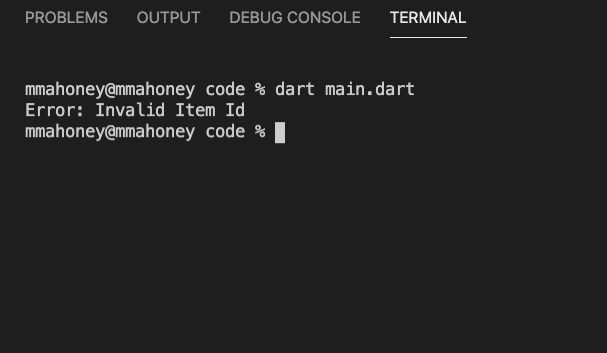 PROBLEMS OUTPUT DEBUG CONSOLE TERMINAL
mmahoney@mmahoney code % dart main.dart
Error: Invalid Item Id
mmahoney@mmahoney code %